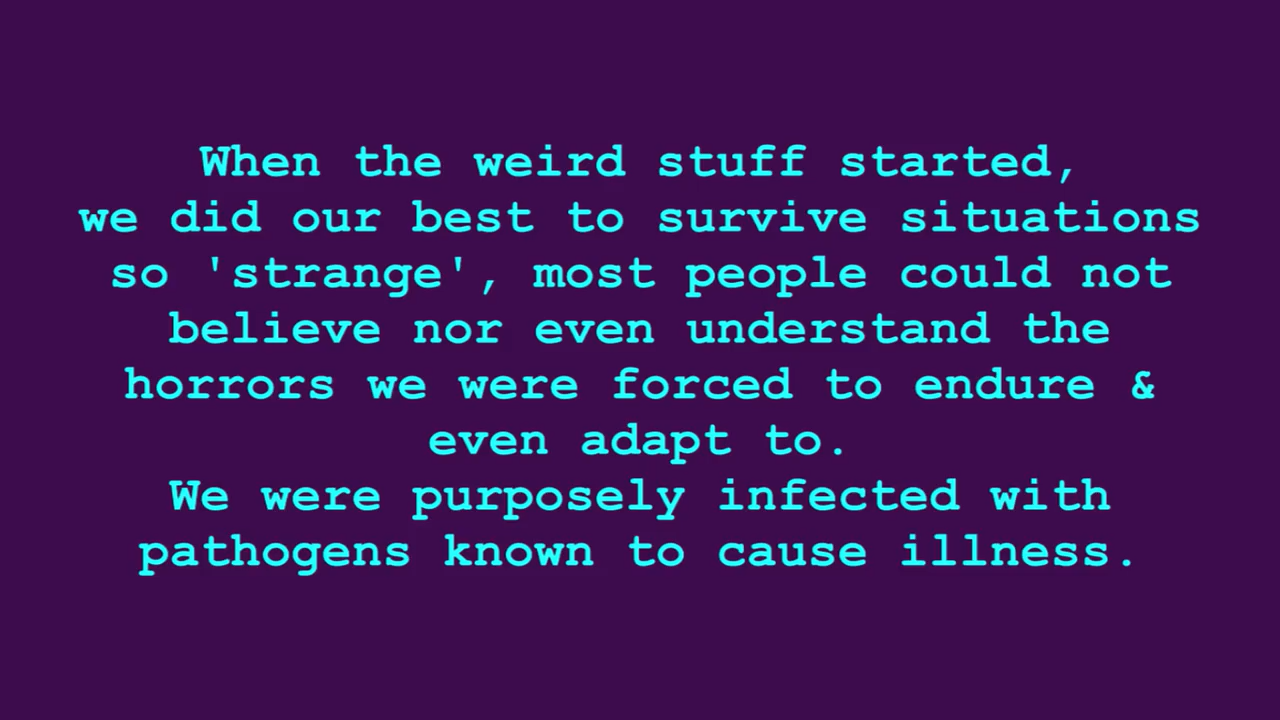 When the weird stuff started,
we did our best to survive situations
so 'strange', most people could not
believe nor even understand the
horrors we were forced to endure &
even adapt to.
We were purposely infected with
pathogens known to cause illness.